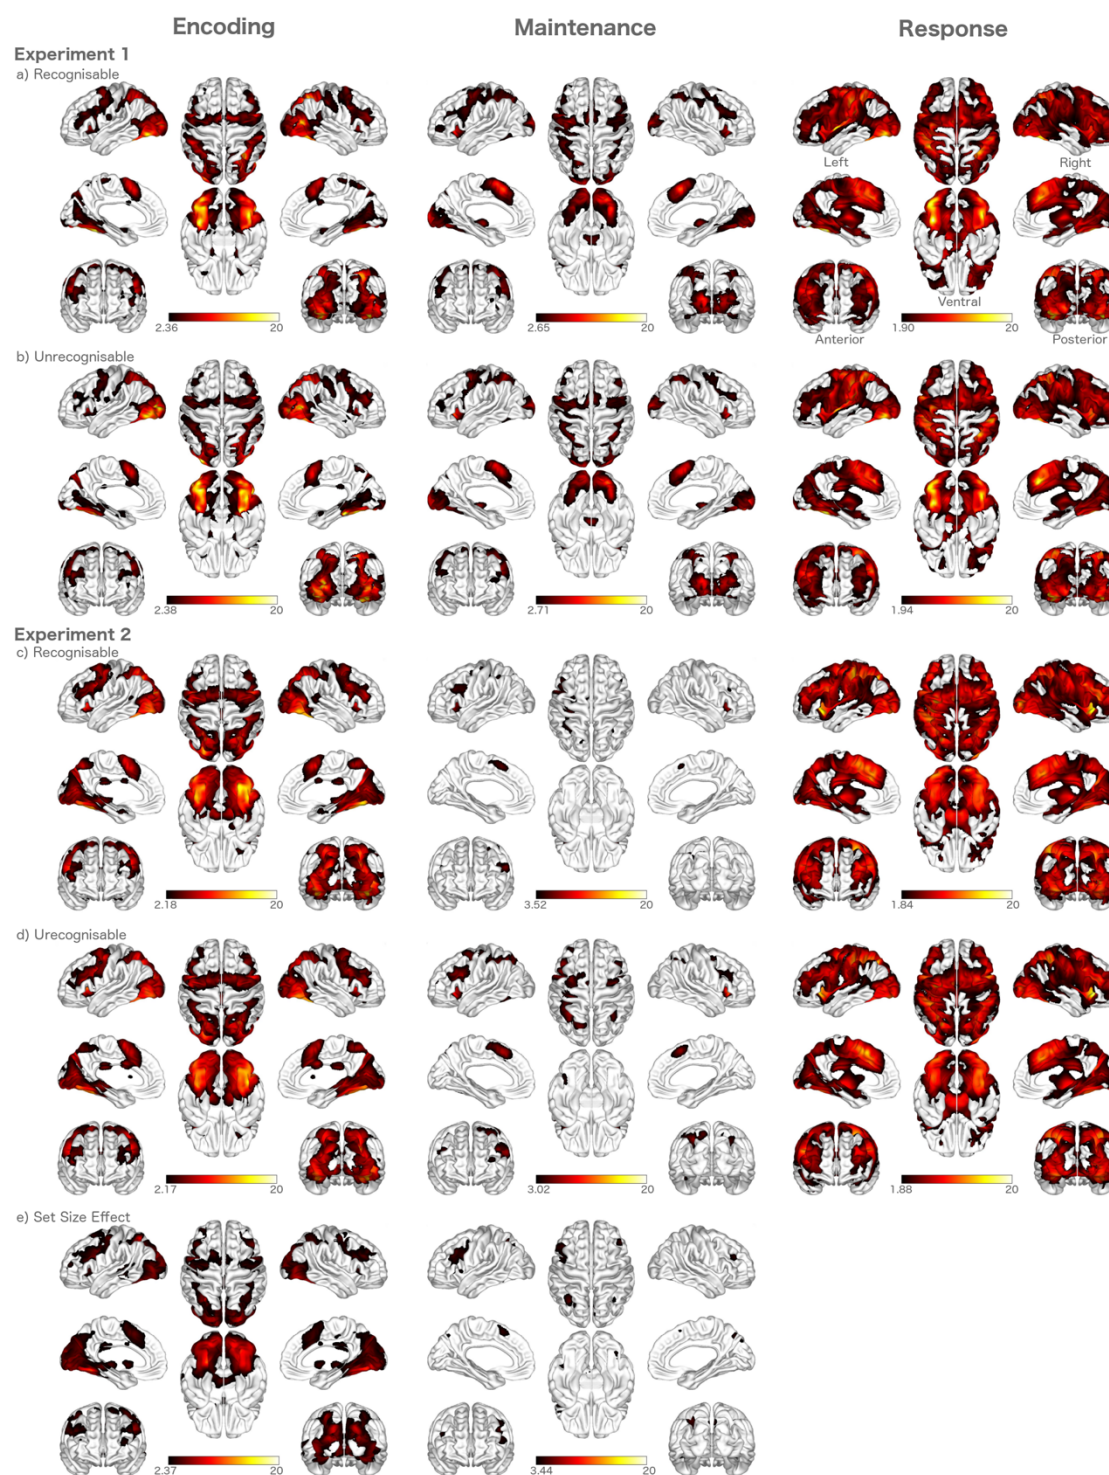 Encoding Maintenance Response
Experiment 1
a) Recognisable
Left Right
Ventral
2.36 20 2.65 20 1.90 20
Anterior Posterior
b) Unrecognisable
2.38 20 2.71 20 1.94 20
Experiment 2
c) Recognisable
2.18 20 3.52 20 1.84 20
d) Urecognisable
2.17 20 3.02 20 1.88 20
e) Set Size Effect
2.37 20 3.44 20